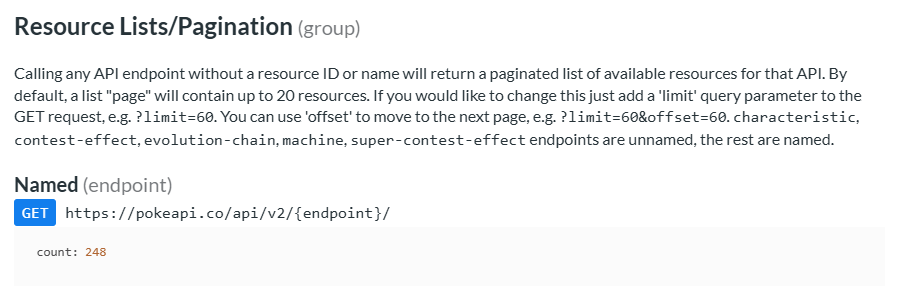 Resource Lists/Pagination (group)
Calling any API endpoint without a resource ID or name will return a paginated list of available resources for that API. By
default, a list "page" will contain up to 20 resources. If you would like to change this just add a 'limit' query parameter to the
GET request, e.g. ?limit=60. You can use 'offset' to move to the next page, e.g. ?limit=60&offset=60. characteristic,
contest-effect, evolution-chain, machine, super-contest-effect endpoints are unnamed, the rest are named.
Named (endpoint)
GET https://pokeapi.co/api/v2/{endpoint}/
count: 248